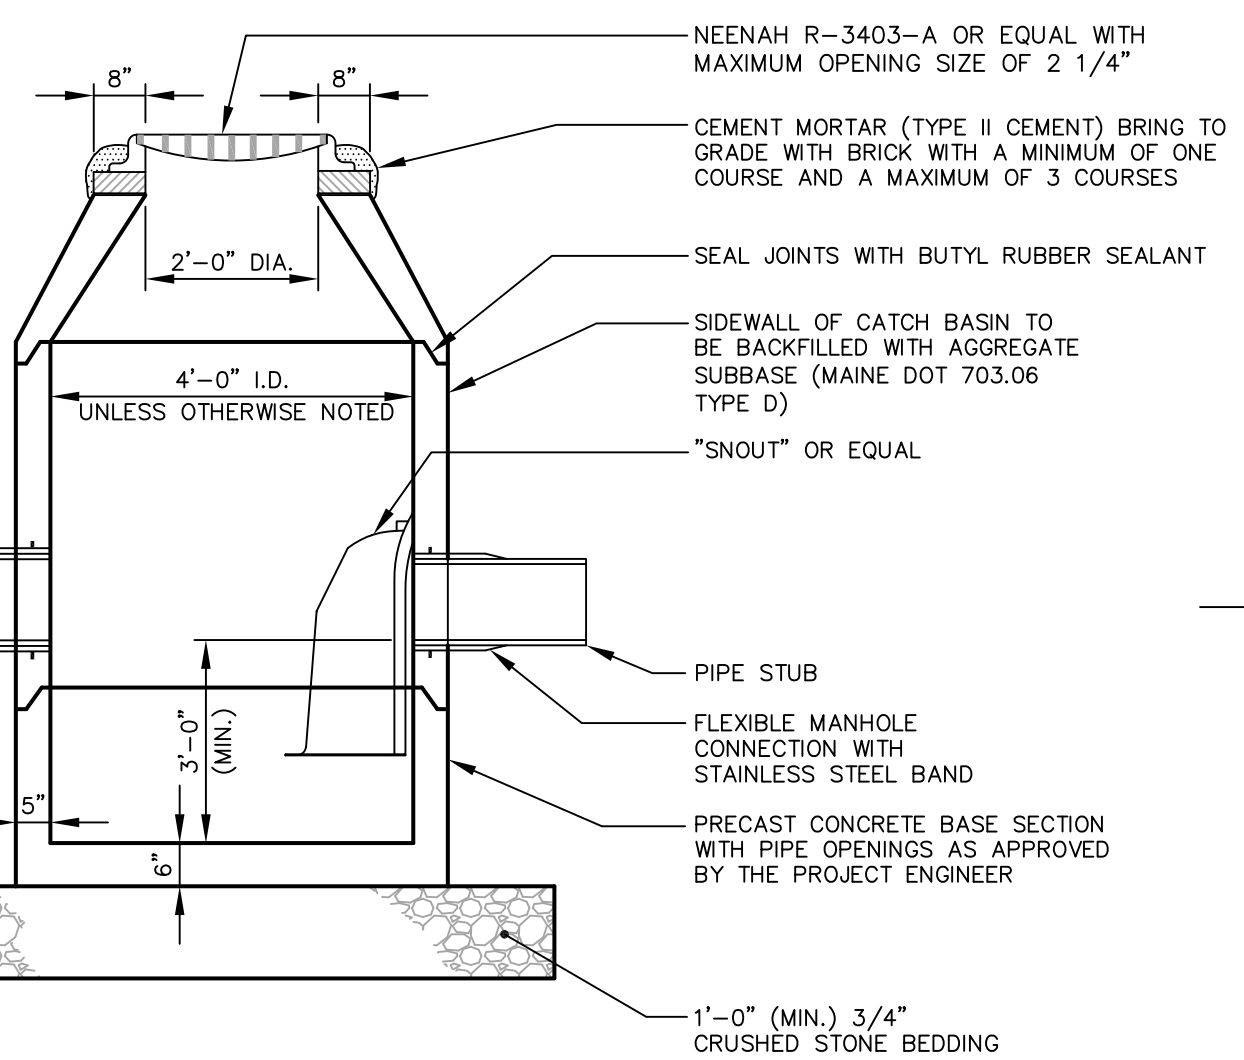 NEENAH R-3403-A OR EQUAL WITH
MAXIMUM OPENING SIZE OF 2 1/4"
8"
8"
CEMENT MORTAR (TYPE II CEMENT) BRING TO
GRADE WITH BRICK WITH A MINIMUM OF ONE
COURSE AND A MAXIMUM OF 3 COURSES
2'-0" DIA.
SEAL JOINTS WITH BUTYL RUBBER SEALANT
SIDEWALL OF CATCH BASIN TO
BE BACKFILLED WITH AGGREGATE
SUBBASE (MAINE DOT 703.06
TYPE D)
4'-0" I.D.
UNLESS OTHERWISE NOTED
"SNOUT" OR EQUAL
PIPE STUB
FLEXIBLE MANHOLE
CONNECTION WITH
STAINLESS STEEL BAND
3'-0"
(MIN.)
5"
6"
PRECAST CONCRETE BASE SECTION
WITH PIPE OPENINGS AS APPROVED
BY THE PROJECT ENGINEER
1'-0" (MIN.) 3/4"
CRUSHED STONE BEDDING